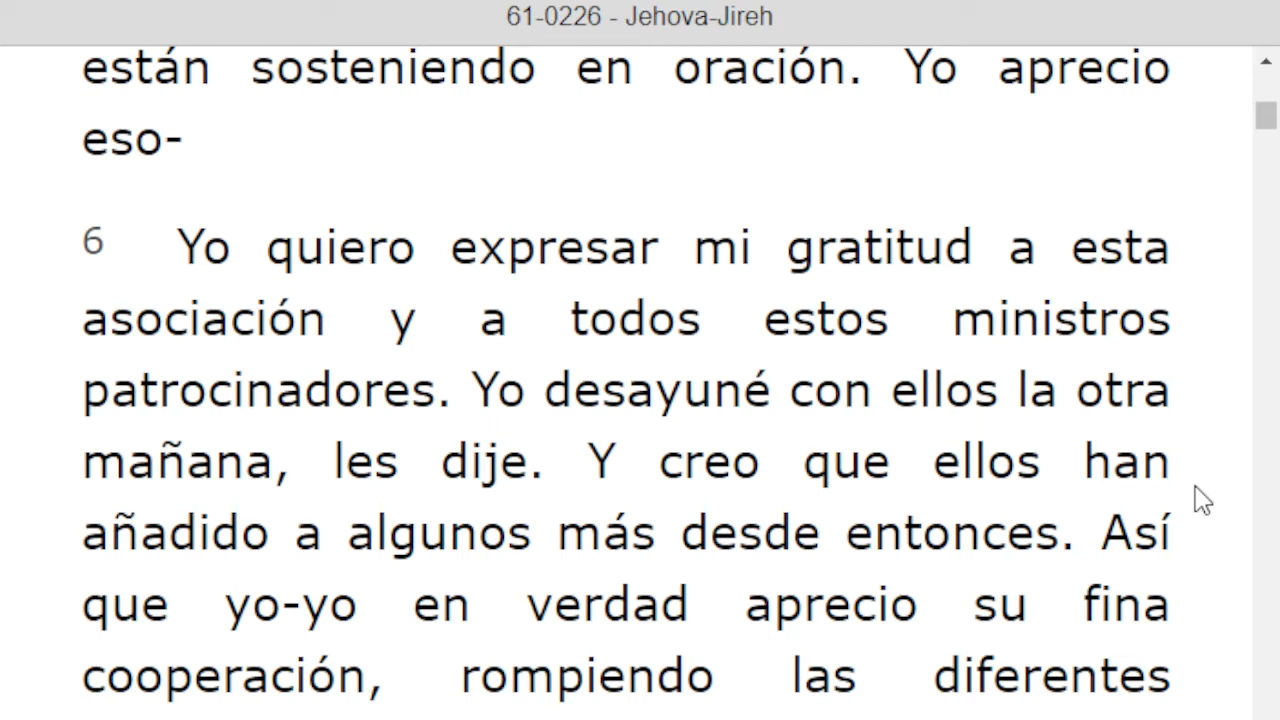 61-0226 - Jehova-Jireh
están sosteniendo en oración. Yo aprecio
eso-
6 Yo quiero expresar mi gratitud a esta
asociación y a todos estos ministros
patrocinadores. Yo desayuné con ellos la otra
mañana, les dije. Y creo que ellos han
añadido a algunos más desde entonces. Así
que yo-yo en verdad aprecio su fina
cooperación, rompiendo las diferentes